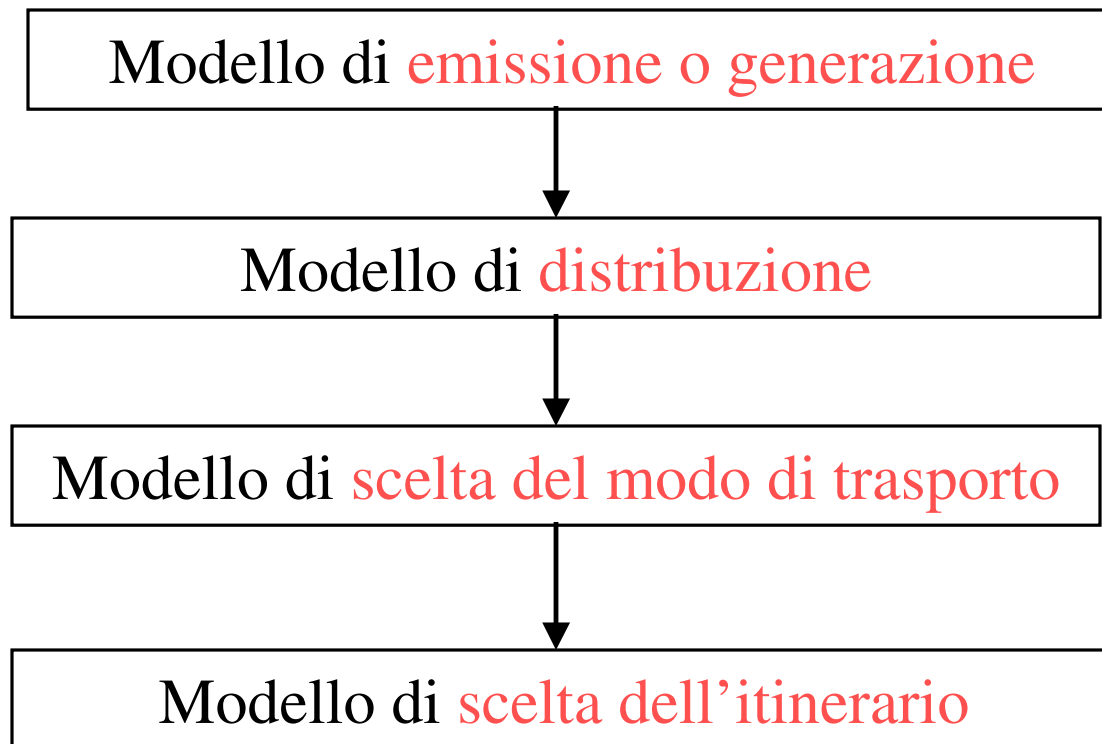 Modello di emissione o generazione
Modello di distribuzione
Modello di scelta del modo di trasporto
Modello di scelta dell’itinerario